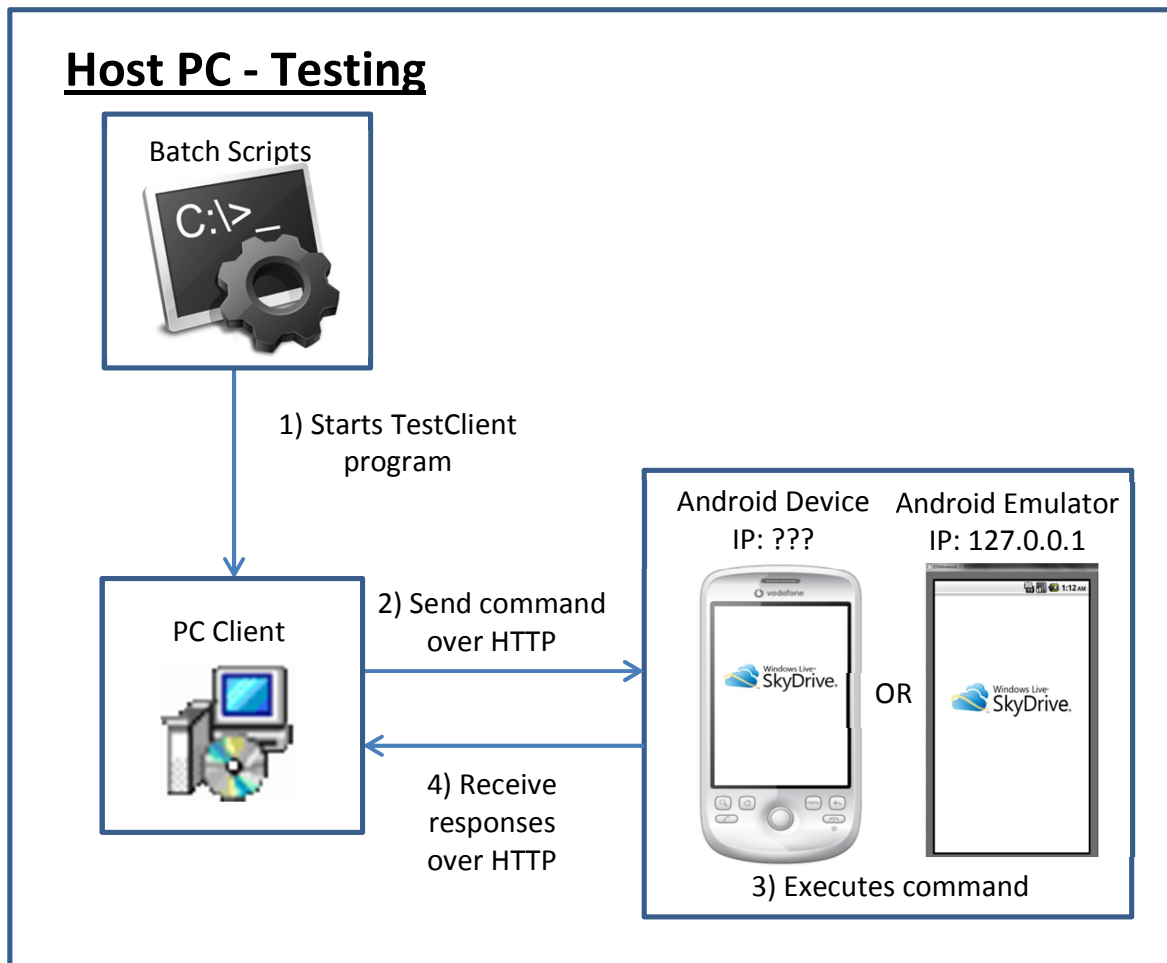 Host PC - Testing
Batch Scripts
C:\>_
1) Starts TestClient
program
PC Client
2) Send command
over HTTP
4) Receive
responses
over HTTP
Android Device
IP: ???
vodafone
Windows Live
SkyDrive.
OR
Android Emulator
IP: 127.0.0.1
1:12 AM
Windows Live
SkyDrive.
3) Executes command